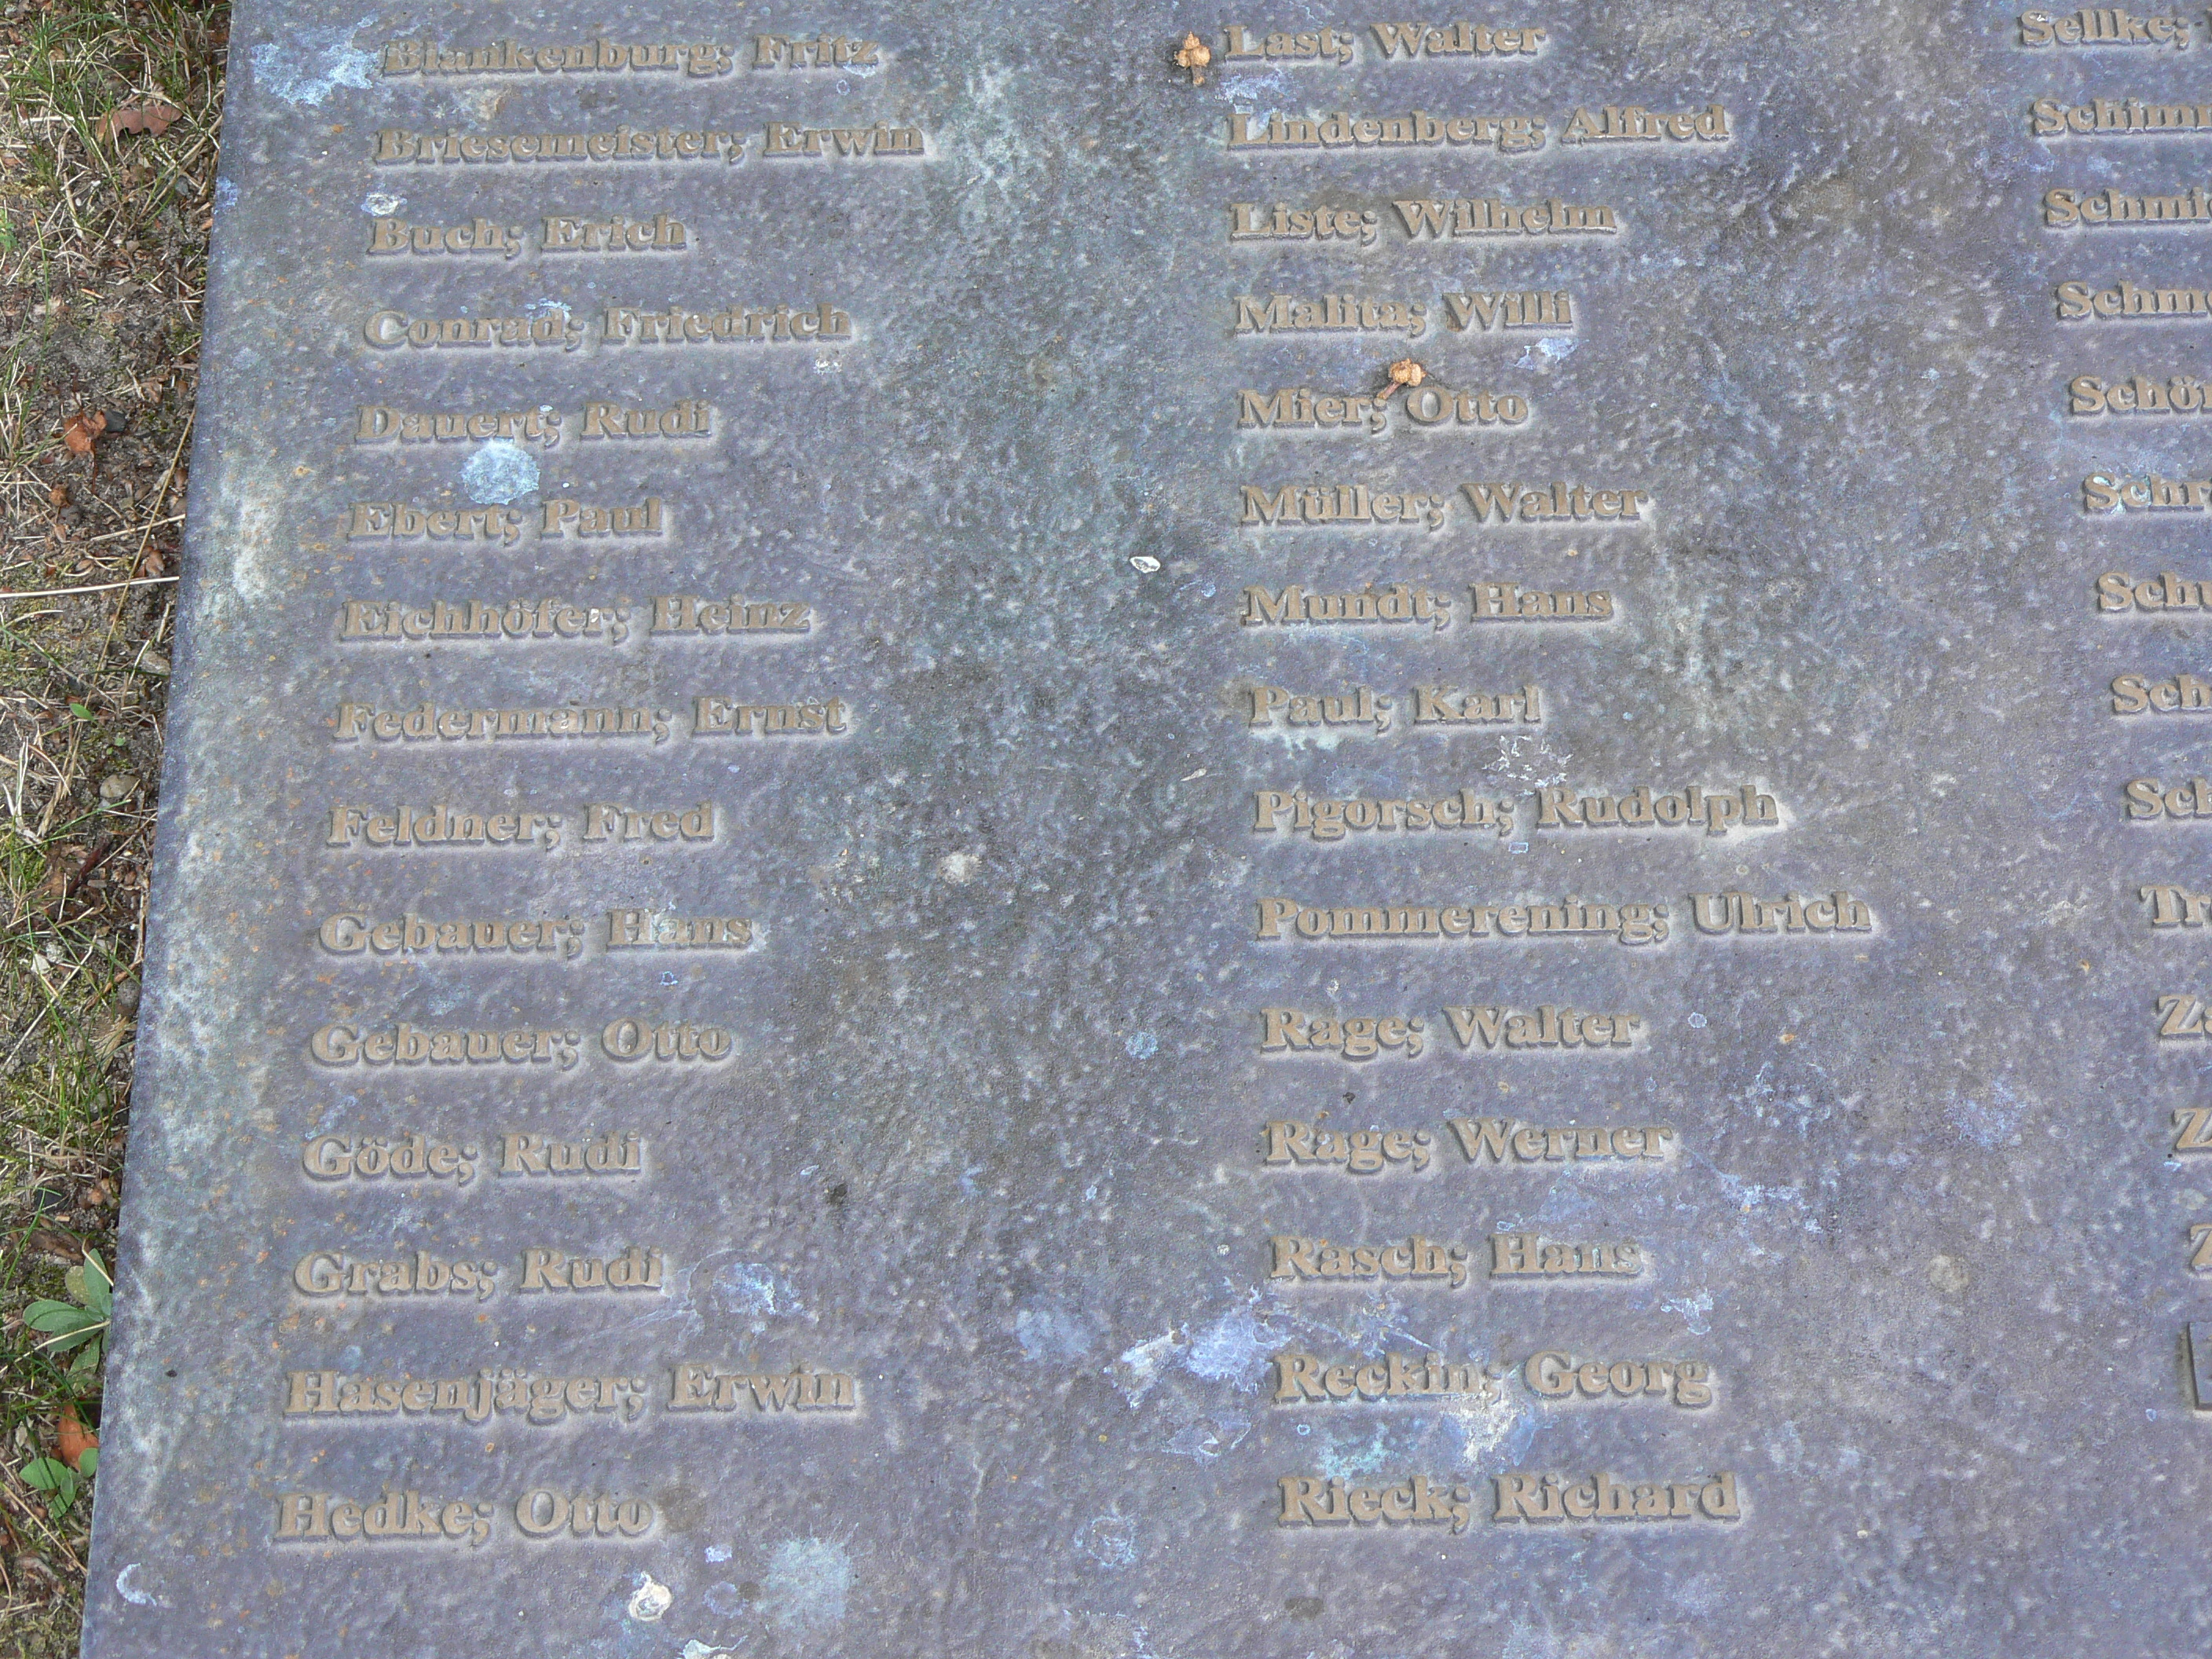 Blankenburg; Fritz
Briesemeister; Erwin
Buch; Erich
Conrad; Friedrich
Dauert; Rudi
Ebert; Paul
Eichhöfer; Heinz
Federmann; Ernst
Feldner; Fred
Gebauer; Hans
Gebauer; Otto
Göde; Rudi
Grabs; Rudi
Hasenjäger; Erwin
Hedke; Otto
Last; Walter
Lindenberg; Alfred
Liste; Wilhelm
Malita; Willi
Mier; Otto
Müller; Walter
Mundt; Hans
Paul; Karl
Pigorsch; Rudolph
Pommerening; Ulrich
Rage; Walter
Rage; Werner
Rasch; Hans
Reckin; Georg
Rieck; Richard
Sellke;